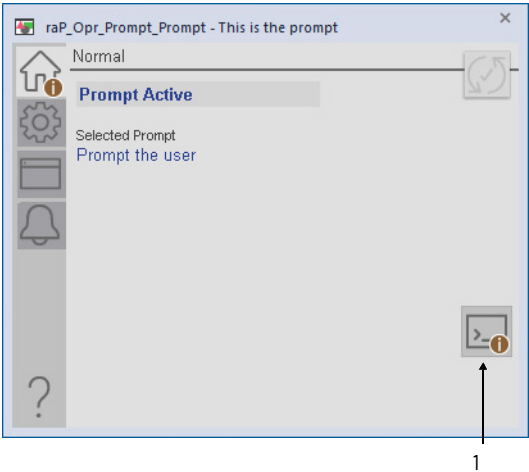 raP_Opr_Prompt_Prompt - This is the prompt
Normal
Prompt Active
Selected Prompt
Prompt the user
>_
i
i
?
1